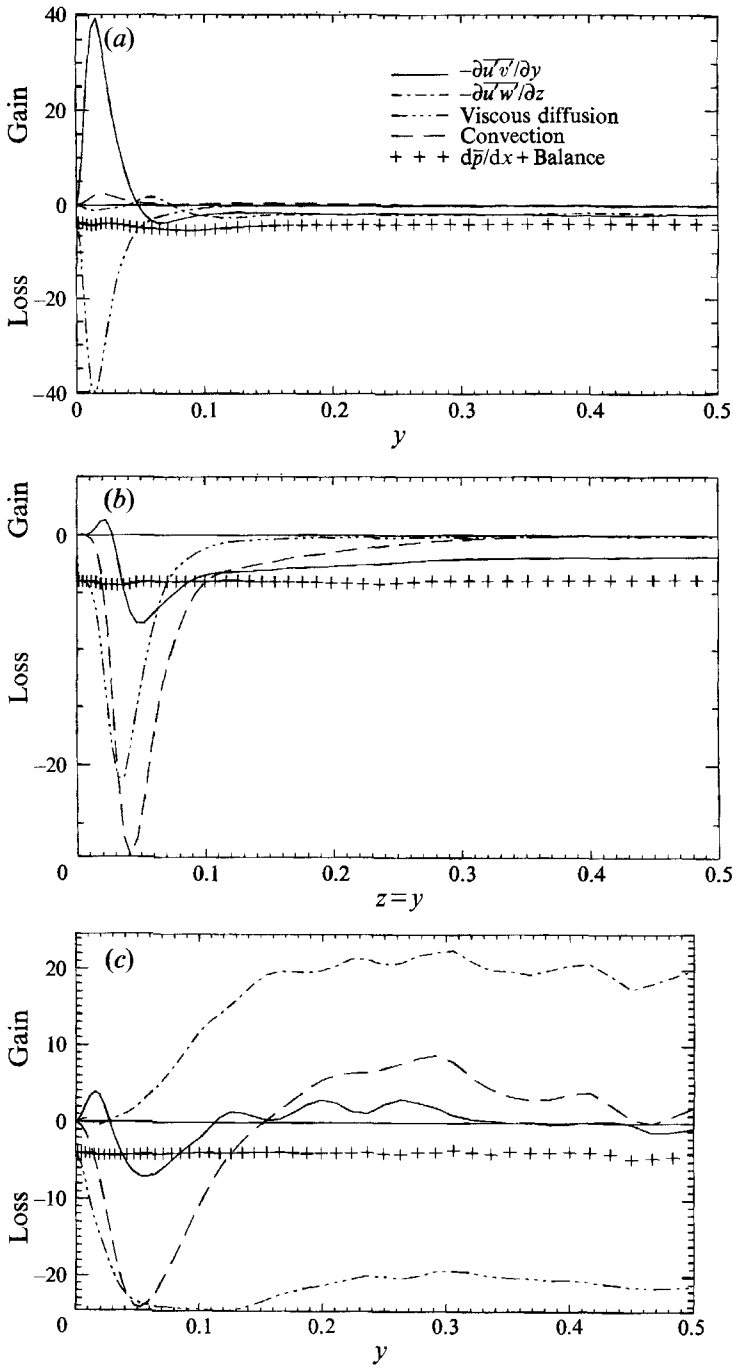 (a)
40
20
0
−20
−40
Gain
Loss
−∂u'v'/∂y
−∂u'w'/∂z
Viscous diffusion
Convection
+ + + dp̄/dx + Balance
0 0.1 0.2 0.3 0.4 0.5
y
(b)
0
−20
Gain
Loss
0 0.1 0.2 0.3 0.4 0.5
z=y
(c)
20
10
0
−10
−20
Gain
Loss
0 0.1 0.2 0.3 0.4 0.5
y